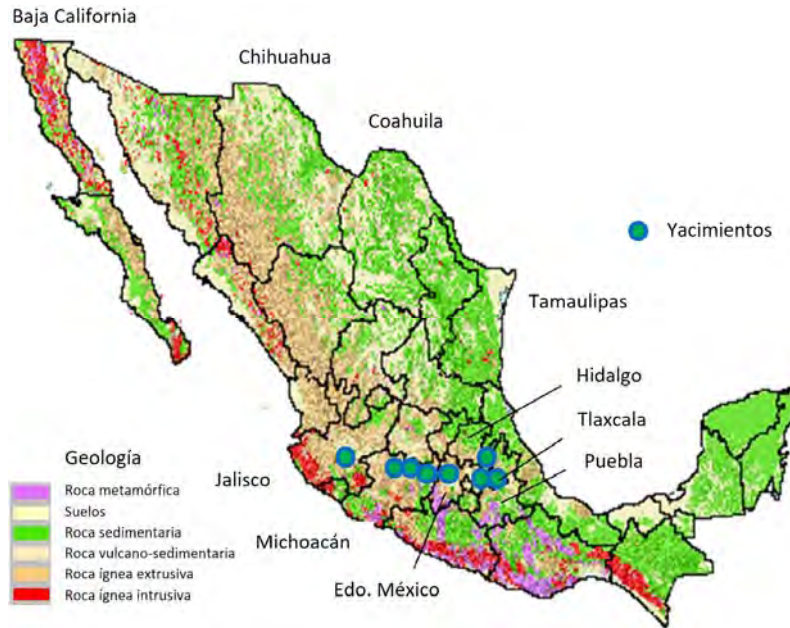 Baja California
Chihuahua
Coahuila
Yacimientos
Tamaulipas
Hidalgo
Tlaxcala
Puebla
Jalisco
Michoacán
Edo. México
Geología
Roca metamórfica
Suelos
Roca sedimentaria
Roca vulcano-sedimentaria
Roca ígnea extrusiva
Roca ígnea intrusiva